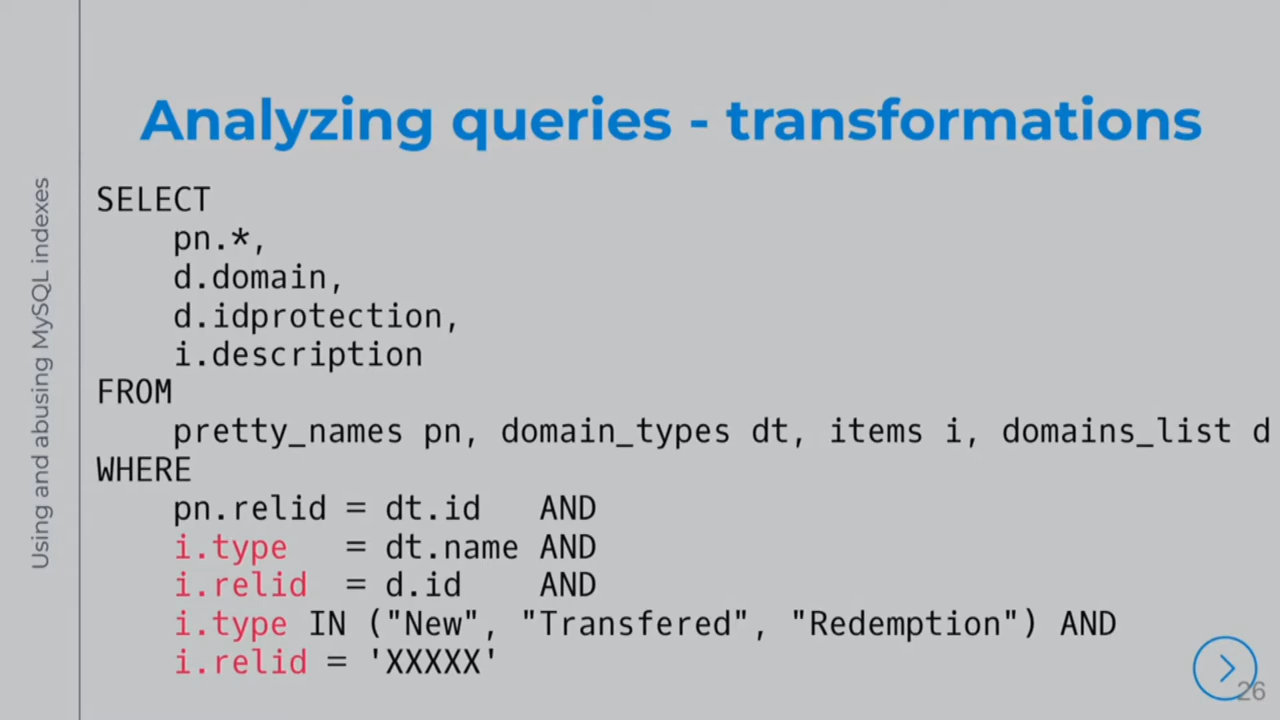 Using and abusing MySQL indexes
Analyzing queries - transformations
SELECT
pn.*,
d.domain,
d.idprotection,
i.description
FROM
pretty_names pn, domain_types dt, items i, domains_list d
WHERE
pn.relid = dt.id AND
i.type = dt.name AND
i.relid = d.id AND
i.type IN ("New", "Transfered", "Redemption") AND
i.relid = 'XXXXX'
26